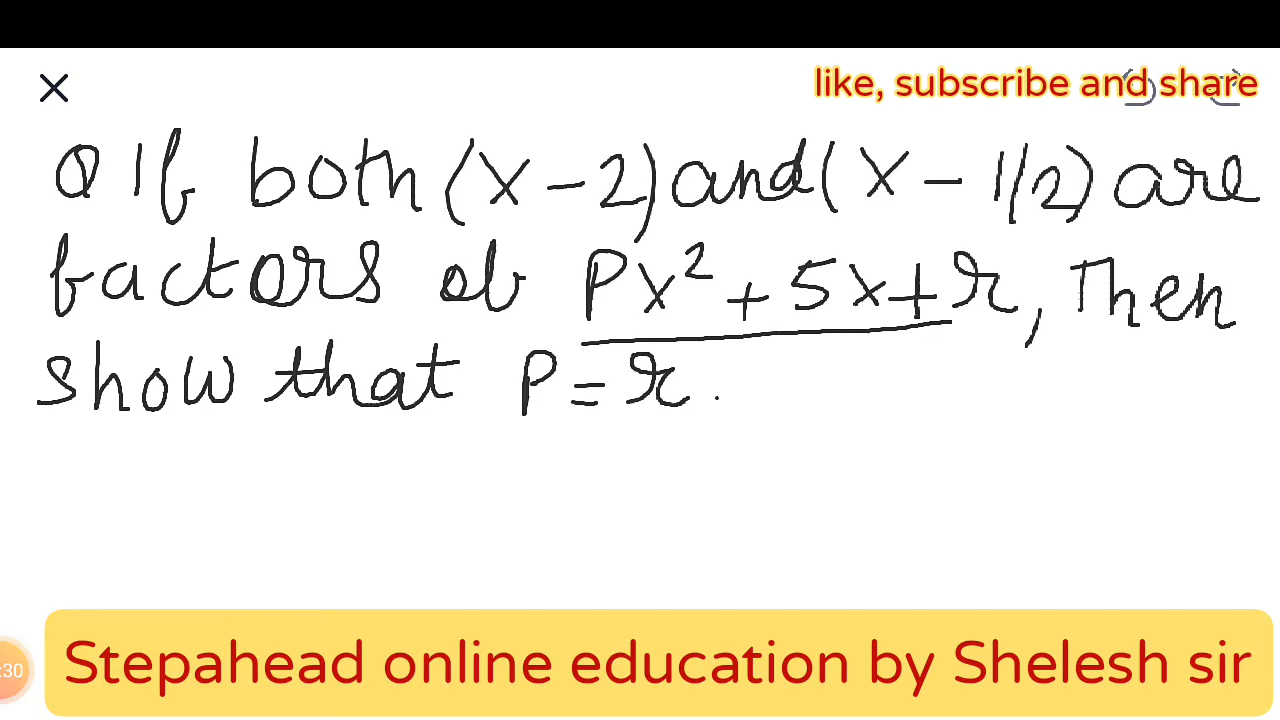 like, subscribe and share
Q If both (x - 2) and (x - 1/2) are
factors of Px² + 5x + r, Then
show that P = r.
:30
Stepahead online education by Shelesh sir